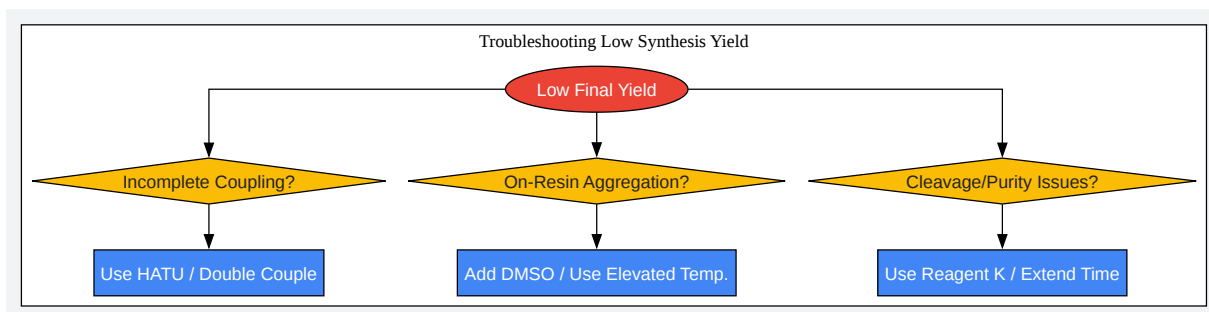 Troubleshooting Low Synthesis Yield
Low Final Yield
Incomplete Coupling?
On-Resin Aggregation?
Cleavage/Purity Issues?
Use HATU / Double Couple
Add DMSO / Use Elevated Temp.
Use Reagent K / Extend Time